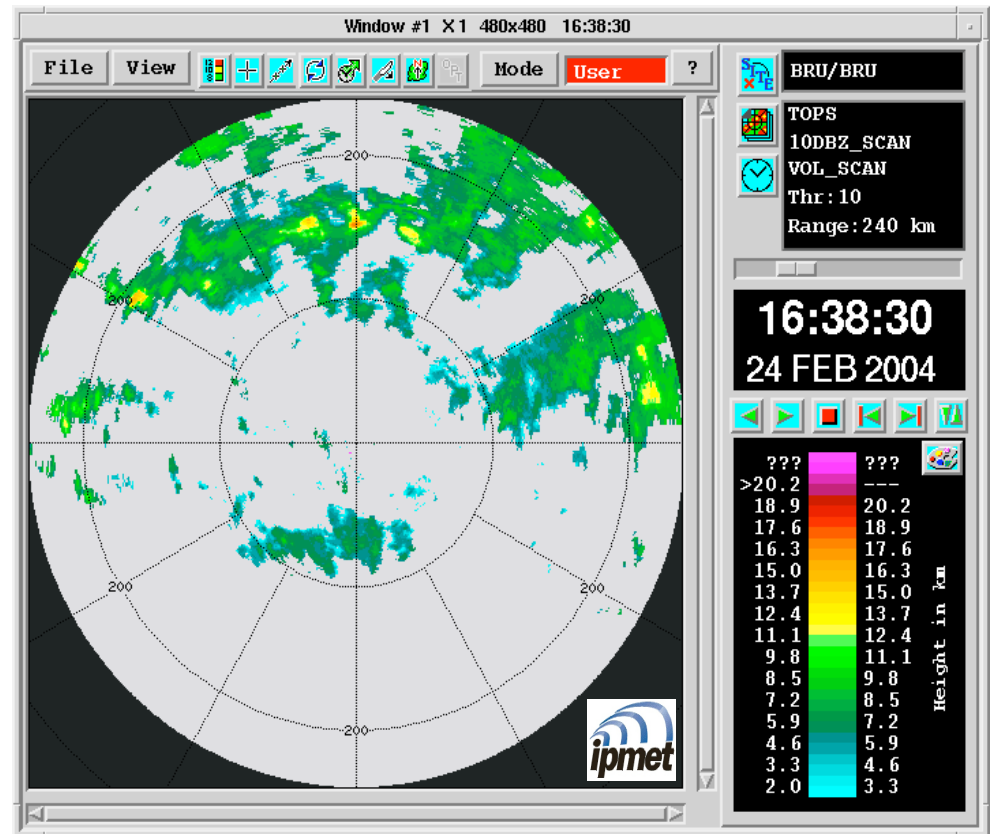 Window #1 X1 480x480 16:38:30
File View Mode User ?
SITE
BRU/BRU
TOPS
10DBZ_SCAN
VOL_SCAN
Thr:10
Range:240 km
16:38:30
24 FEB 2004
200
200
200
200
200
200
ipmet
??? ???
>20.2 ---
18.9 20.2
17.6 18.9
16.3 17.6
15.0 16.3
13.7 15.0
12.4 13.7
11.1 12.4
9.8 11.1
8.5 9.8
7.2 8.5
5.9 7.2
4.6 5.9
3.3 4.6
2.0 3.3
Height in km